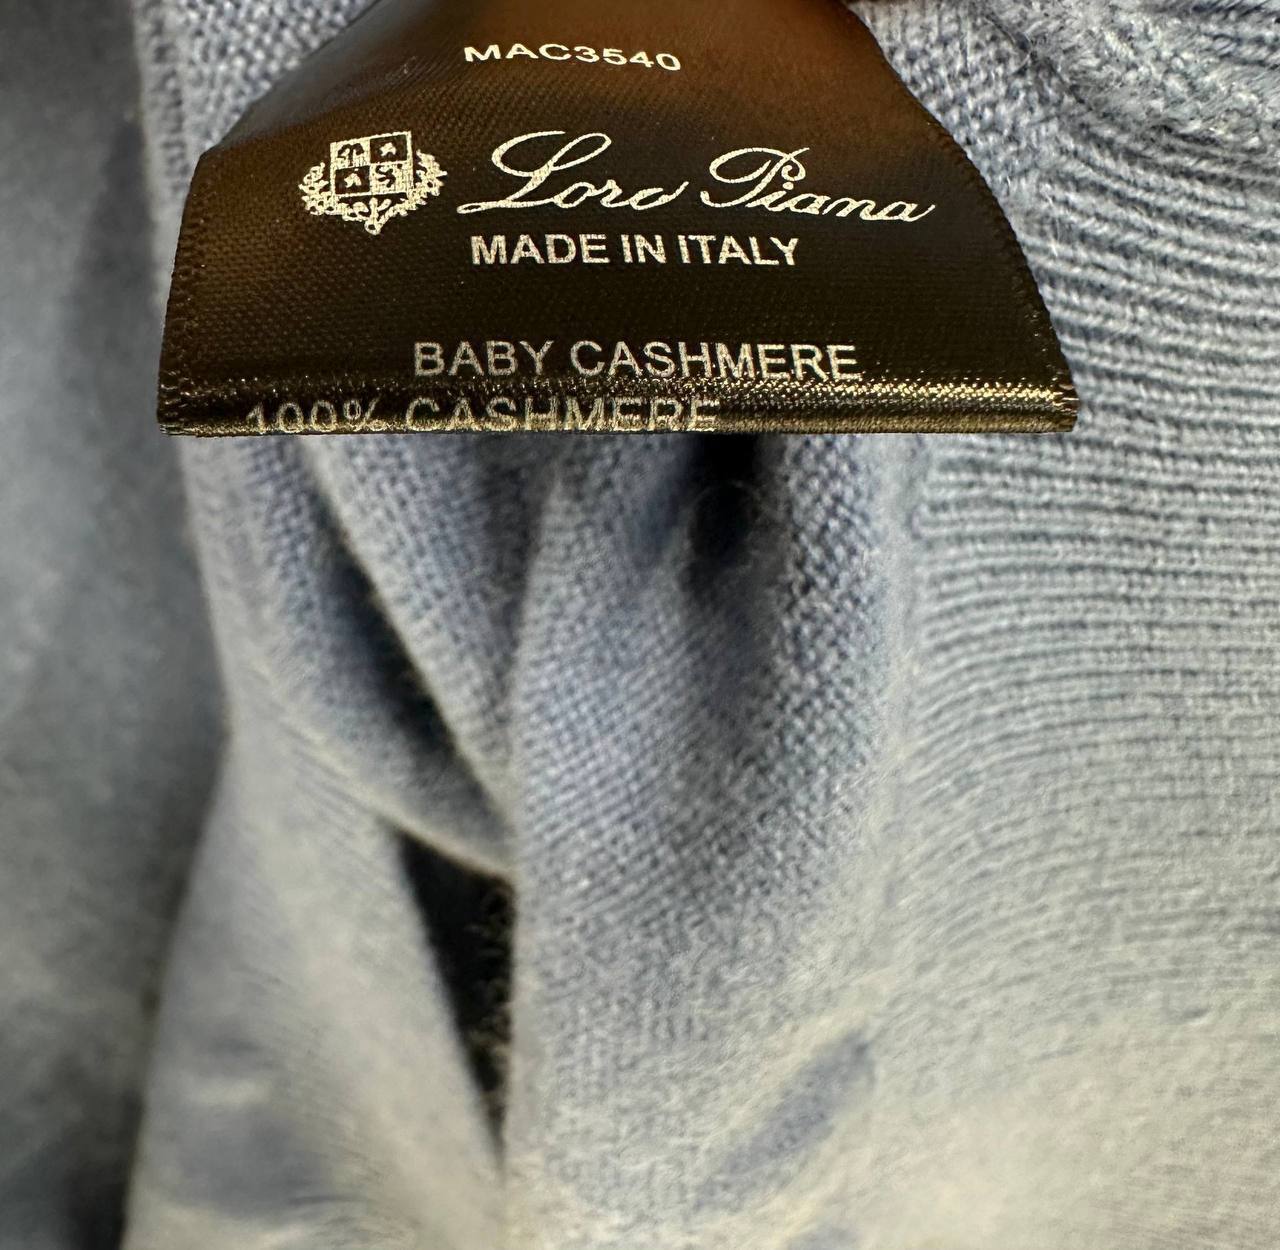 MAC3540
Loro Piana
MADE IN ITALY
BABY CASHMERE
100% CASHMERE